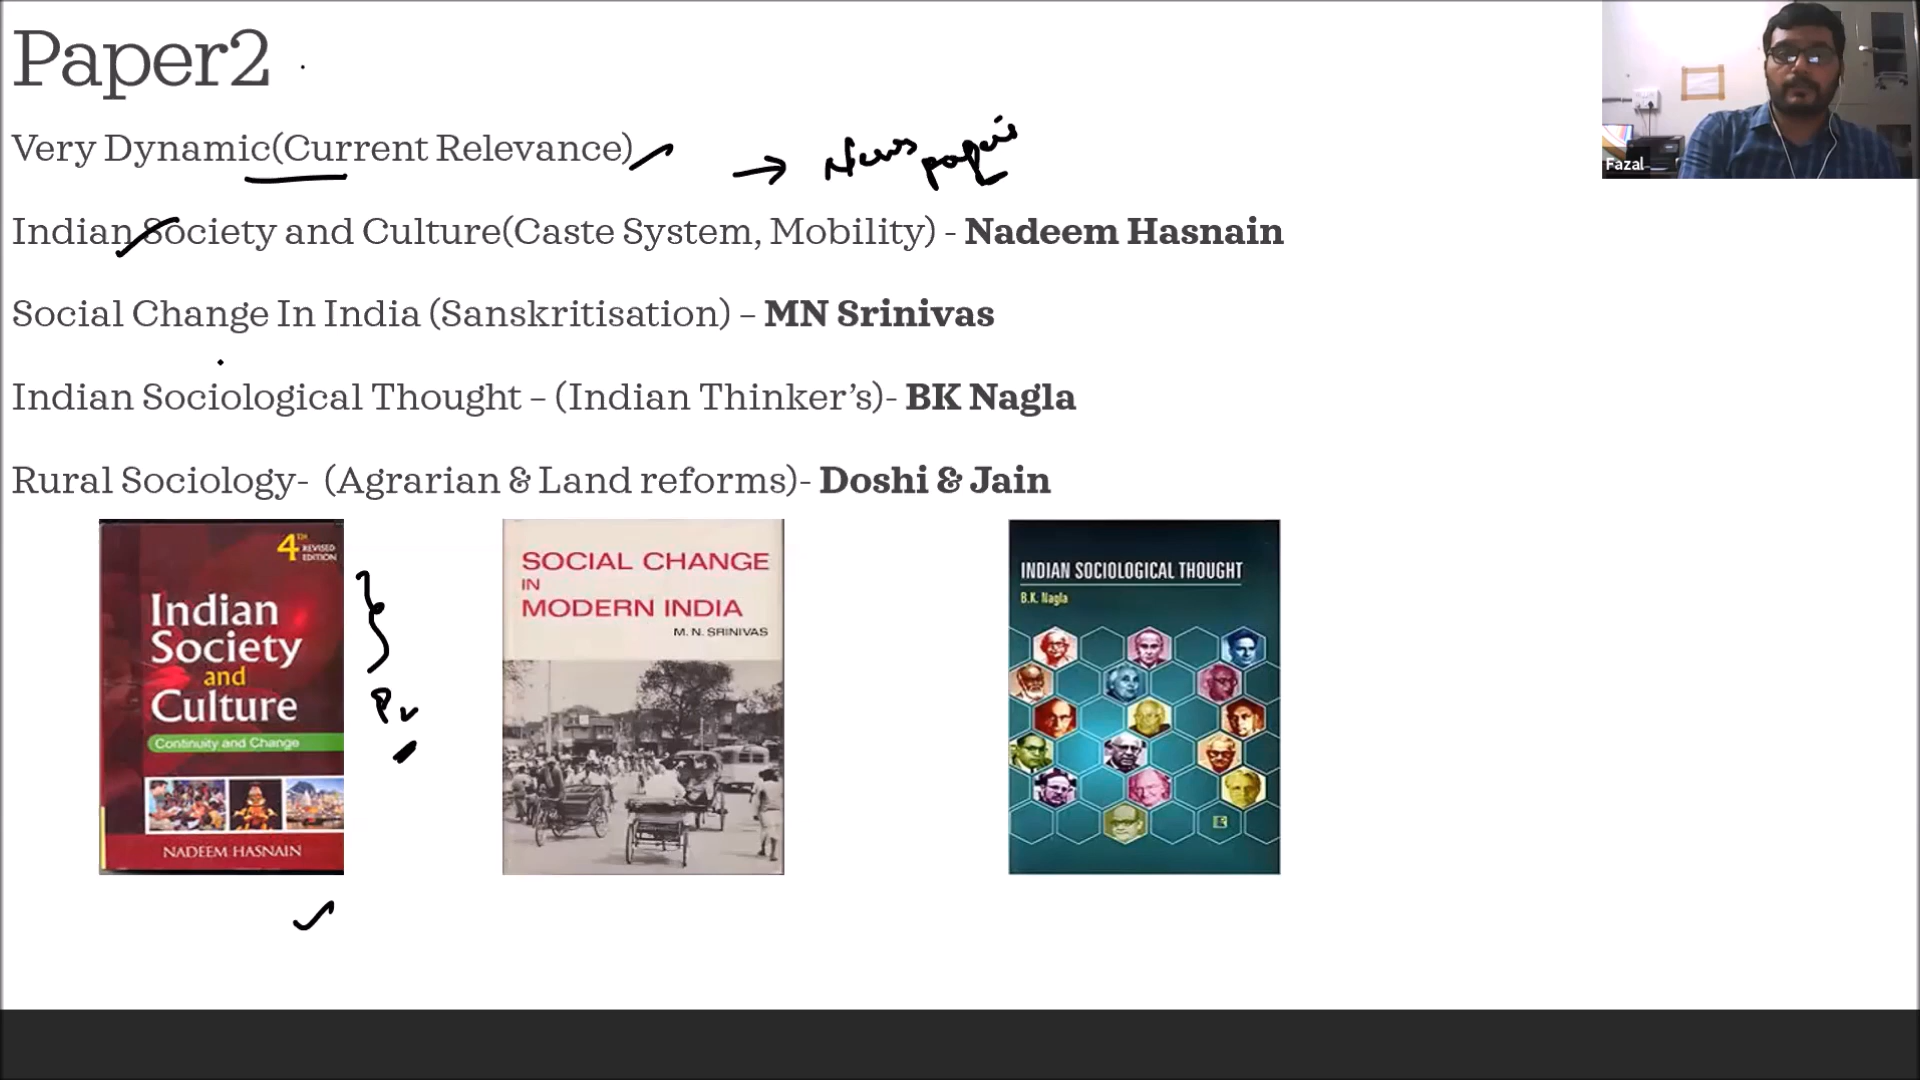 Paper2
Fazal
Very Dynamic(Current Relevance) → News papers
Indian Society and Culture(Caste System, Mobility) - Nadeem Hasnain
Social Change In India (Sanskritisation) – MN Srinivas
Indian Sociological Thought – (Indian Thinker's)- BK Nagla
Rural Sociology- (Agrarian & Land reforms)- Doshi & Jain
4TH REVISED EDITION
Indian
Society
and
Culture
Continuity and Change
NADEEM HASNAIN
SOCIAL CHANGE
IN
MODERN INDIA
M. N. SRINIVAS
INDIAN SOCIOLOGICAL THOUGHT
B.K. Nagla